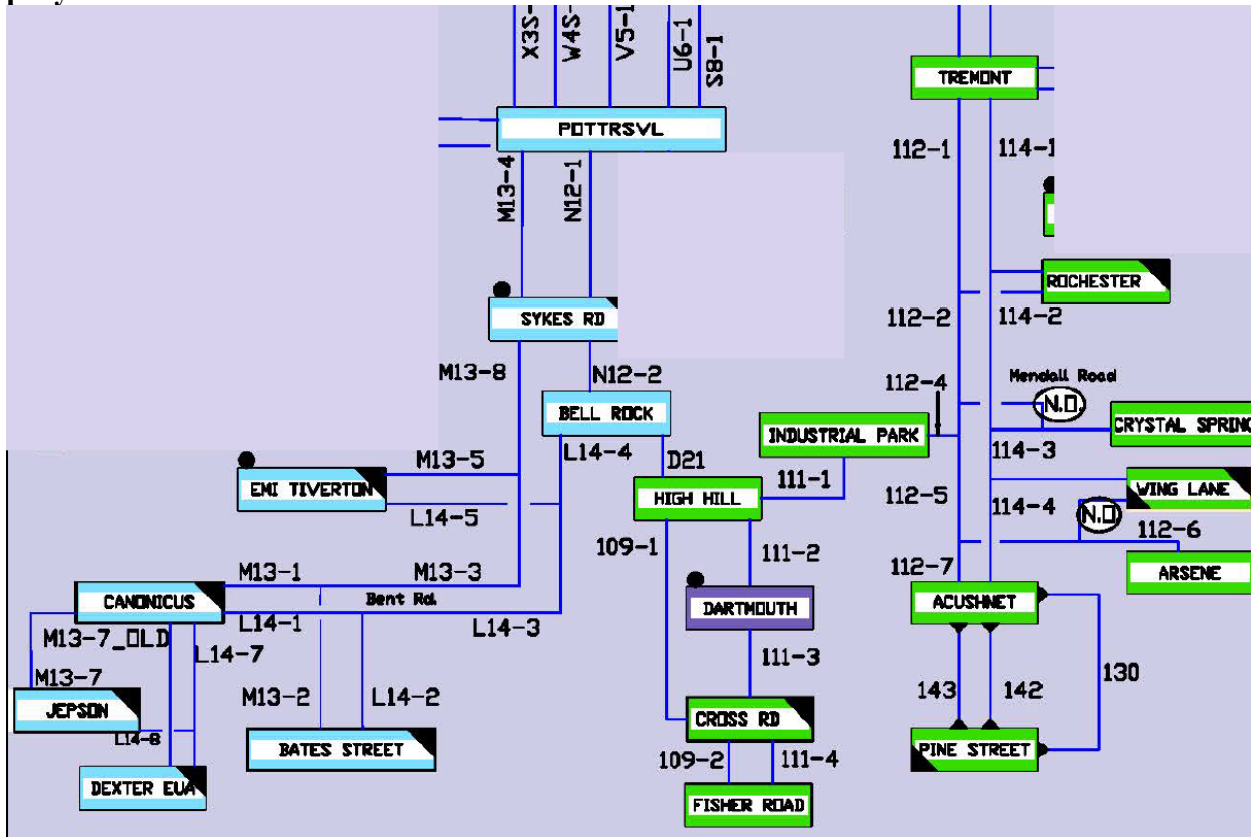 X3S-
W4S-
V5-1
U6-1
S8-1
TREMONT
POTTRSVL
112-1
114-1
M13-4
N12-1
ROCHESTER
SYKES RD
112-2
114-2
M13-8
N12-2
112-4
Mendall Road
N.O.
BELL ROCK
INDUSTRIAL PARK
CRYSTAL SPRING
M13-5
L14-4
D21
111-1
114-3
EMI TIVERTON
HIGH HILL
112-5
114-4
WING LANE
L14-5
N.O.
112-6
109-1
111-2
M13-1
M13-3
112-7
ARSENE
CANONICUS
Bent Rd.
DARTMOUTH
ACUSHNET
L14-1
L14-3
M13-7_OLD
L14-7
111-3
130
M13-7
M13-2
L14-2
143
142
JEPSON
CROSS RD
L14-8
BATES STREET
PINE STREET
109-2
111-4
DEXTER EUA
FISHER ROAD